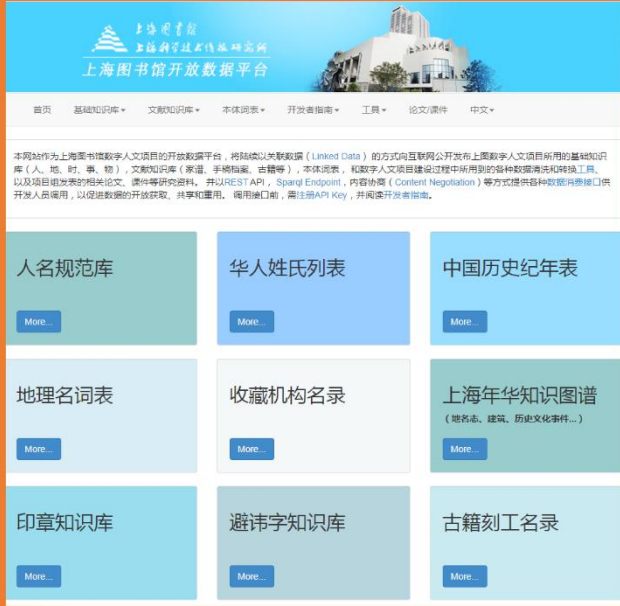 上海图书馆
上海科学技术情报研究所
上海图书馆开放数据平台
首页 基础知识库 文献知识库 本体词表 开发者指南 工具 论文/课件 中文
本网站作为上海图书馆数字人文项目的开放数据平台，将陆续以关联数据（Linked Data）的方式向互联网公开发布上图数字人文项目所用的基础知识
库（人、地、时、事、物），文献知识库（家谱、手稿档案、古籍等），本体词表，和数字人文项目建设过程中所用到的各种数据清洗和转换工具、
以及项目组发表的相关论文、课件等研究资料。 并以REST API， Sparql Endpoint，内容协商（Content Negotiation）等方式提供各种数据消费接口供
开发人员调用，以促进数据的开放获取、共享和重用。 调用接口前，需注册API Key，并阅读开发者指南。
人名规范库 华人姓氏列表 中国历史纪年表
More... More... More...
地理名词表 收藏机构名录 上海年华知识图谱
（地名志、建筑、历史文化事件...）
More... More... More...
印章知识库 避讳字知识库 古籍刻工名录
More... More... More...